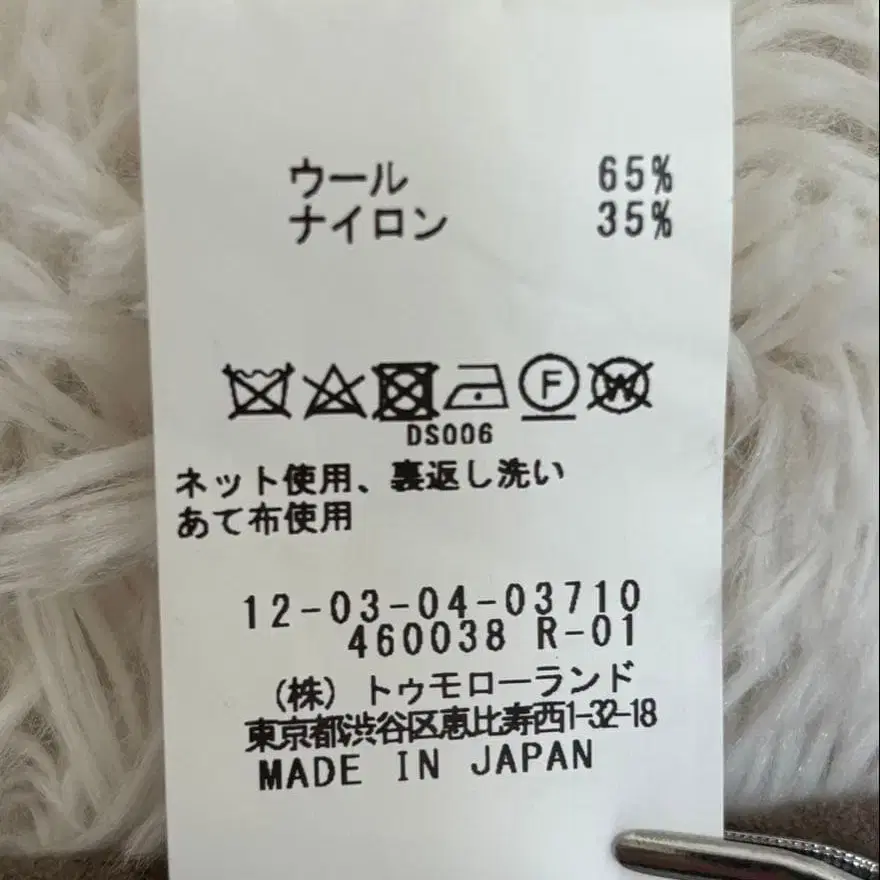 ウール 65%
ナイロン 35%
F W
DS006
ネット使用、裏返し洗い
あて布使用
12-03-04-03710
460038 R-01
(株)トゥモローランド
東京都渋谷区恵比寿西1-32-18
MADE IN JAPAN